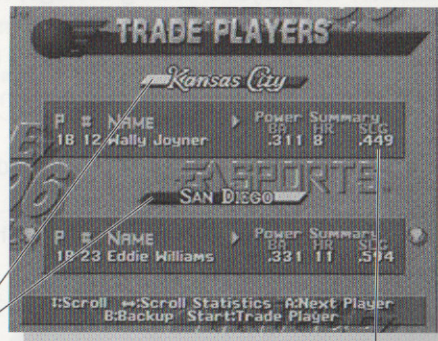 TRADE PLAYERS
Kansas City
P # NAME Power Summary
BA HR SLG
1B 12 Wally Joyner .311 8 .449
EA SPORTS
SAN DIEGO
P # NAME Power Summary
BA HR SLG
1B 23 Eddie Williams .331 11 .594
↕:Scroll ↔:Scroll Statistics A:Next Player
B:Backup Start:Trade Player